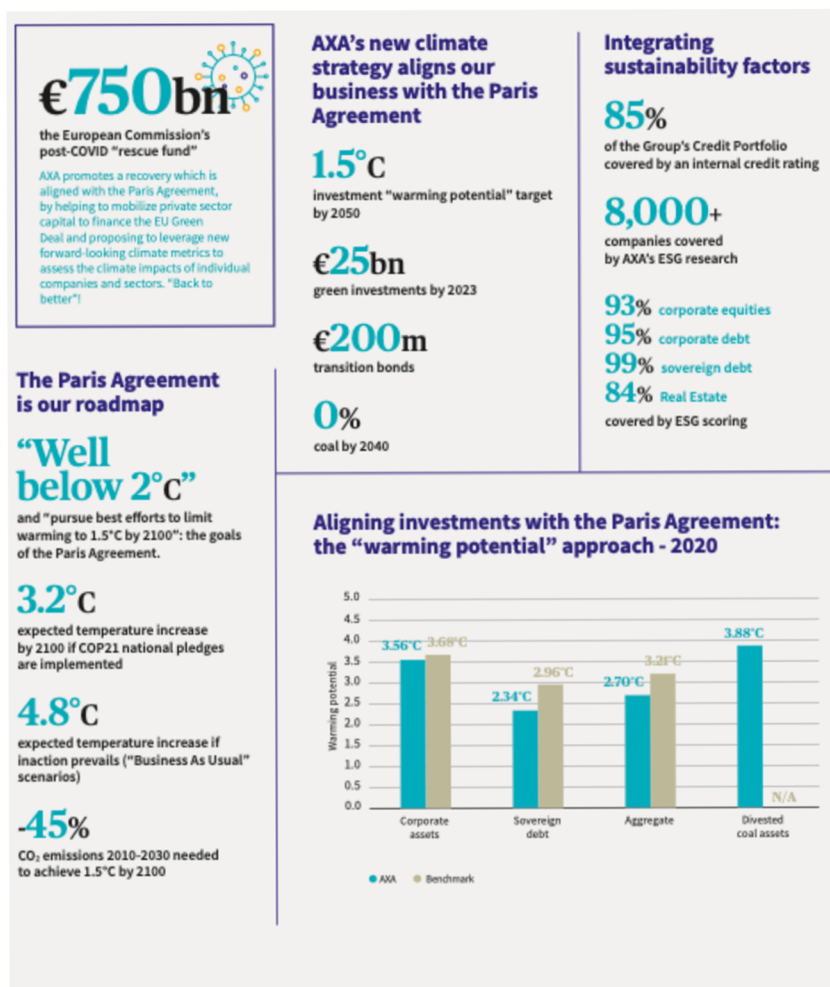 €750bn
the European Commission's
post-COVID "rescue fund"
AXA promotes a recovery which is
aligned with the Paris Agreement,
by helping to mobilize private sector
capital to finance the EU Green
Deal and proposing to leverage new
forward-looking climate metrics to
assess the climate impacts of individual
companies and sectors. "Back to
better"!
The Paris Agreement
is our roadmap
“Well
below 2°C”
and “pursue best efforts to limit
warming to 1.5°C by 2100”: the goals
of the Paris Agreement.
3.2°C
expected temperature increase
by 2100 if COP21 national pledges
are implemented
4.8°C
expected temperature increase if
inaction prevails (“Business As Usual”
scenarios)
-45%
CO₂ emissions 2010-2030 needed
to achieve 1.5°C by 2100
AXA’s new climate
strategy aligns our
business with the Paris
Agreement
1.5°C
investment “warming potential” target
by 2050
€25bn
green investments by 2023
€200m
transition bonds
0%
coal by 2040
Integrating
sustainability factors
85%
of the Group’s Credit Portfolio
covered by an internal credit rating
8,000+
companies covered
by AXA’s ESG research
93% corporate equities
95% corporate debt
99% sovereign debt
84% Real Estate
covered by ESG scoring
Aligning investments with the Paris Agreement:
the “warming potential” approach - 2020
Warming potential
5.0
4.5
4.0
3.5
3.0
2.5
2.0
1.5
1.0
0.5
0.0
3.56°C 3.68°C
2.34°C 2.96°C
2.70°C 3.21°C
3.88°C N/A
Corporate
assets
Sovereign
debt
Aggregate
Divested
coal assets
AXA Benchmark